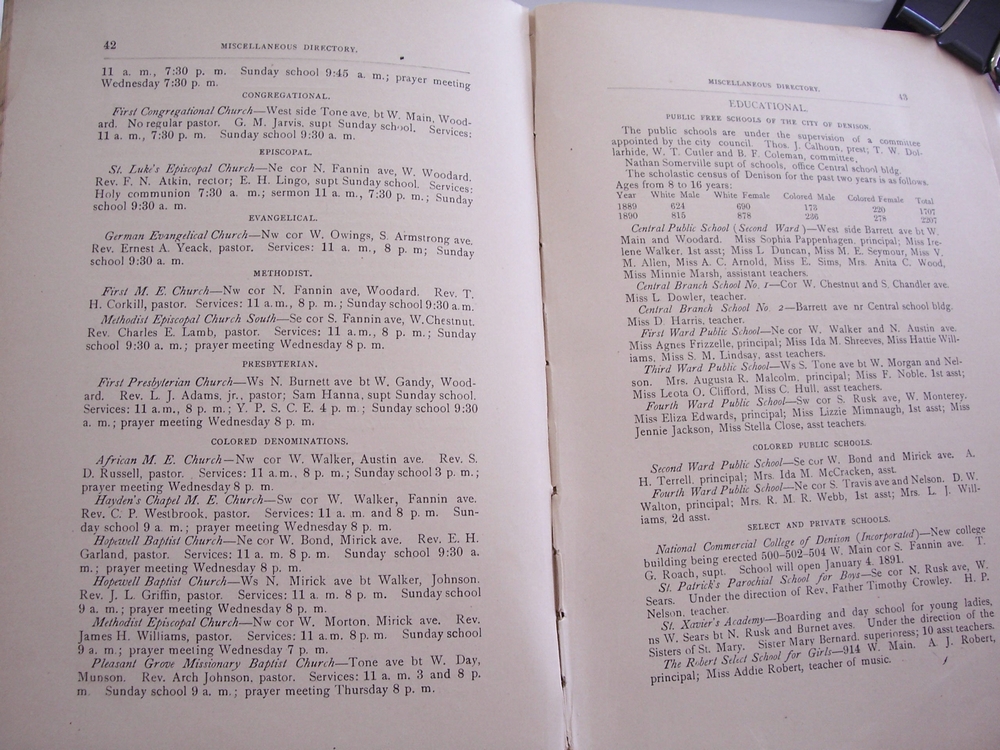 42
MISCELLANEOUS DIRECTORY.
11 a. m., 7:30 p. m. Sunday school 9:45 a. m.; prayer meeting
Wednesday 7:30 p. m.
CONGREGATIONAL.
First Congregational Church—West side Tone ave. bt W. Main, Wood-
ard. No regular pastor. G. M. Jarvis, supt Sunday school. Services:
11 a. m., 7:30 p. m. Sunday school 9:30 a. m.
EPISCOPAL.
St. Luke's Episcopal Church—Ne cor N. Fannin ave, W. Woodard.
Rev. F. N. Atkin, rector; E. H. Lingo, supt Sunday school. Services:
Holy communion 7:30 a. m.; sermon 11 a. m., 7:30 p. m.; Sunday
school 9:30 a. m.
EVANGELICAL.
German Evangelical Church—Nw cor W. Owings, S. Armstrong ave.
Rev. Ernest A. Yeack, pastor. Services: 11 a. m., 8 p. m; Sunday
school 9:30 a. m.
METHODIST.
First M. E. Church—Nw cor N. Fannin ave, Woodard. Rev. T.
H. Corkill, pastor. Services: 11 a. m., 8 p. m.; Sunday school 9:30 a. m.
Methodist Episcopal Church South—Se cor S. Fannin ave, W. Chestnut.
Rev. Charles E. Lamb, pastor. Services: 11 a. m., 8 p. m.; Sunday
school 9:30 a. m.; prayer meeting Wednesday 8 p. m.
PRESBYTERIAN.
First Presbyterian Church—Ws N. Burnett ave bt W. Gandy, Wood-
ard. Rev. L. J. Adams, jr., pastor; Sam Hanna, supt Sunday school.
Services: 11 a. m., 8 p. m.; Y. P. S. C. E. 4 p. m.; Sunday school 9:30
a. m.; prayer meeting Wednesday 8 p. m.
COLORED DENOMINATIONS.
African M. E. Church—Nw cor W. Walker, Austin ave. Rev. S.
D. Russell, pastor. Services: 11 a. m., 8 p. m.; Sunday school 3 p. m.;
prayer meeting Wednesday 8 p. m.
Hayden's Chapel M. E. Church—Sw cor W. Walker, Fannin ave.
Rev. C. P. Westbrook, pastor. Services: 11 a. m. and 8 p. m. Sun-
day school 9 a. m.; prayer meeting Wednesday 8 p. m.
Hopewell Baptist Church—Ne cor W. Bond, Mirick ave. Rev. E. H.
Garland, pastor. Services: 11 a. m. 8 p. m. Sunday school 9:30 a.
m.; prayer meeting Wednesday 8 p. m.
Hopewell Baptist Church—Ws N. Mirick ave bt Walker, Johnson.
Rev. J. L. Griffin, pastor. Services: 11 a. m. 8 p. m. Sunday school
9 a. m.; prayer meeting Wednesday 8 p. m.
Methodist Episcopal Church—Nw cor W. Morton, Mirick ave. Rev.
James H. Williams, pastor. Services: 11 a. m. 8 p. m. Sunday school
9 a. m.; prayer meeting Wednesday 7 p. m.
Pleasant Grove Missionary Baptist Church—Tone ave bt W. Day,
Munson. Rev. Arch Johnson, pastor. Services: 11 a. m. 3 and 8 p.
m. Sunday school 9 a. m.; prayer meeting Thursday 8 p. m.
MISCELLANEOUS DIRECTORY.
43
EDUCATIONAL.
PUBLIC FREE SCHOOLS OF THE CITY OF DENISON.
The public schools are under the supervision of a committee
appointed by the city council. Thos. J. Calhoun, prest; T. W. Dol-
larhide, W. T. Cutler and B. F. Coleman, committee.
Nathan Somerville supt of schools, office Central school bldg.
The scholastic census of Denison for the past two years is as follows.
Ages from 8 to 16 years:
Year White Male White Female Colored Male Colored Female Total
1889 624 690 173 220 1707
1890 815 878 236 278 2207
Central Public School (Second Ward)—West side Barrett ave bt W.
Main and Woodard. Miss Sophia Pappenhagen, principal; Miss Ire-
lene Walker, 1st asst; Miss L. Duncan, Miss M. E. Seymour, Miss V.
M. Allen, Miss A. C. Arnold, Miss E. Sims, Mrs. Anita C. Wood,
Miss Minnie Marsh, assistant teachers.
Central Branch School No. 1—Cor W. Chestnut and S. Chandler ave.
Miss L. Dowler, teacher.
Central Branch School No 2—Barrett ave nr Central school bldg.
Miss D. Harris, teacher.
First Ward Public School—Ne cor W. Walker and N. Austin ave.
Miss Agnes Frizzelle, principal; Miss Ida M. Shreeves, Miss Hattie Will-
iams, Miss S. M. Lindsay, asst teachers.
Third Ward Public School—Ws S. Tone ave bt W. Morgan and Nel-
son. Mrs. Augusta R. Malcolm, principal; Miss F. Noble, 1st asst;
Miss Leota O. Clifford, Miss C. Hull, asst teachers.
Fourth Ward Public School—Sw cor S. Rusk ave, W. Monterey.
Miss Eliza Edwards, principal; Miss Lizzie Mimnaugh, 1st asst; Miss
Jennie Jackson, Miss Stella Close, asst teachers.
COLORED PUBLIC SCHOOLS.
Second Ward Public School—Se cor W. Bond and Mirick ave. A.
H. Terrell, principal; Mrs. Ida M. McCracken, asst.
Fourth Ward Public School—Ne cor S. Travis ave and Nelson. D. W.
Walton, principal; Mrs. R. M. R. Webb, 1st asst; Mrs. L. J. Will-
iams, 2d asst.
SELECT AND PRIVATE SCHOOLS.
National Commercial College of Denison (Incorporated)—New college
building being erected 500-502-504 W. Main cor S. Fannin ave. T.
G. Roach, supt. School will open January 4, 1891.
St. Patrick's Parochial School for Boys—Se cor N. Rusk ave, W.
Sears. Under the direction of Rev. Father Timothy Crowley. H. P.
Nelson, teacher.
St. Xavier's Academy—Boarding and day school for young ladies,
ns W. Sears bt N. Rusk and Burnet aves. Under the direction of the
Sisters of St. Mary. Sister Mary Bernard, superioress; 10 asst teachers.
The Robert Select School for Girls—914 W. Main. A. J. Robert,
principal; Miss Addie Robert, teacher of music.